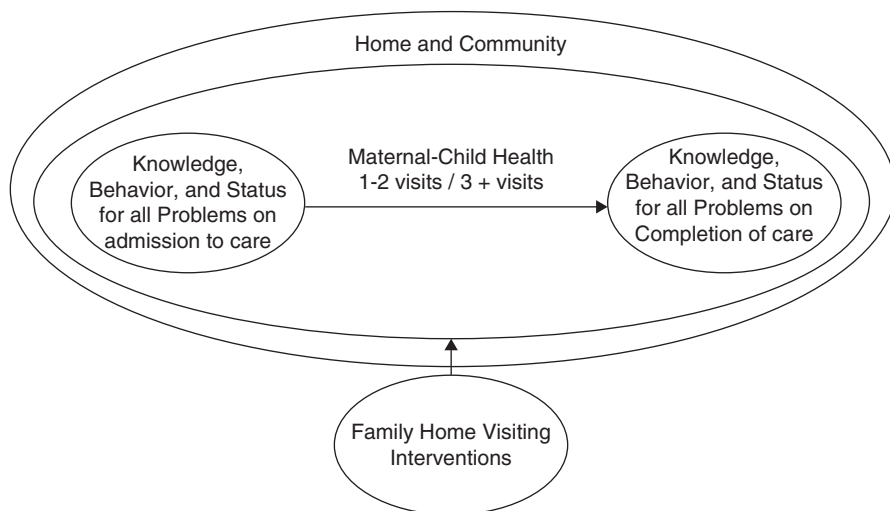 Home and Community
Knowledge,
Behavior, and Status
for all Problems on
admission to care
Maternal-Child Health
1-2 visits / 3 + visits
Knowledge,
Behavior, and Status
for all Problems on
Completion of care
Family Home Visiting
Interventions